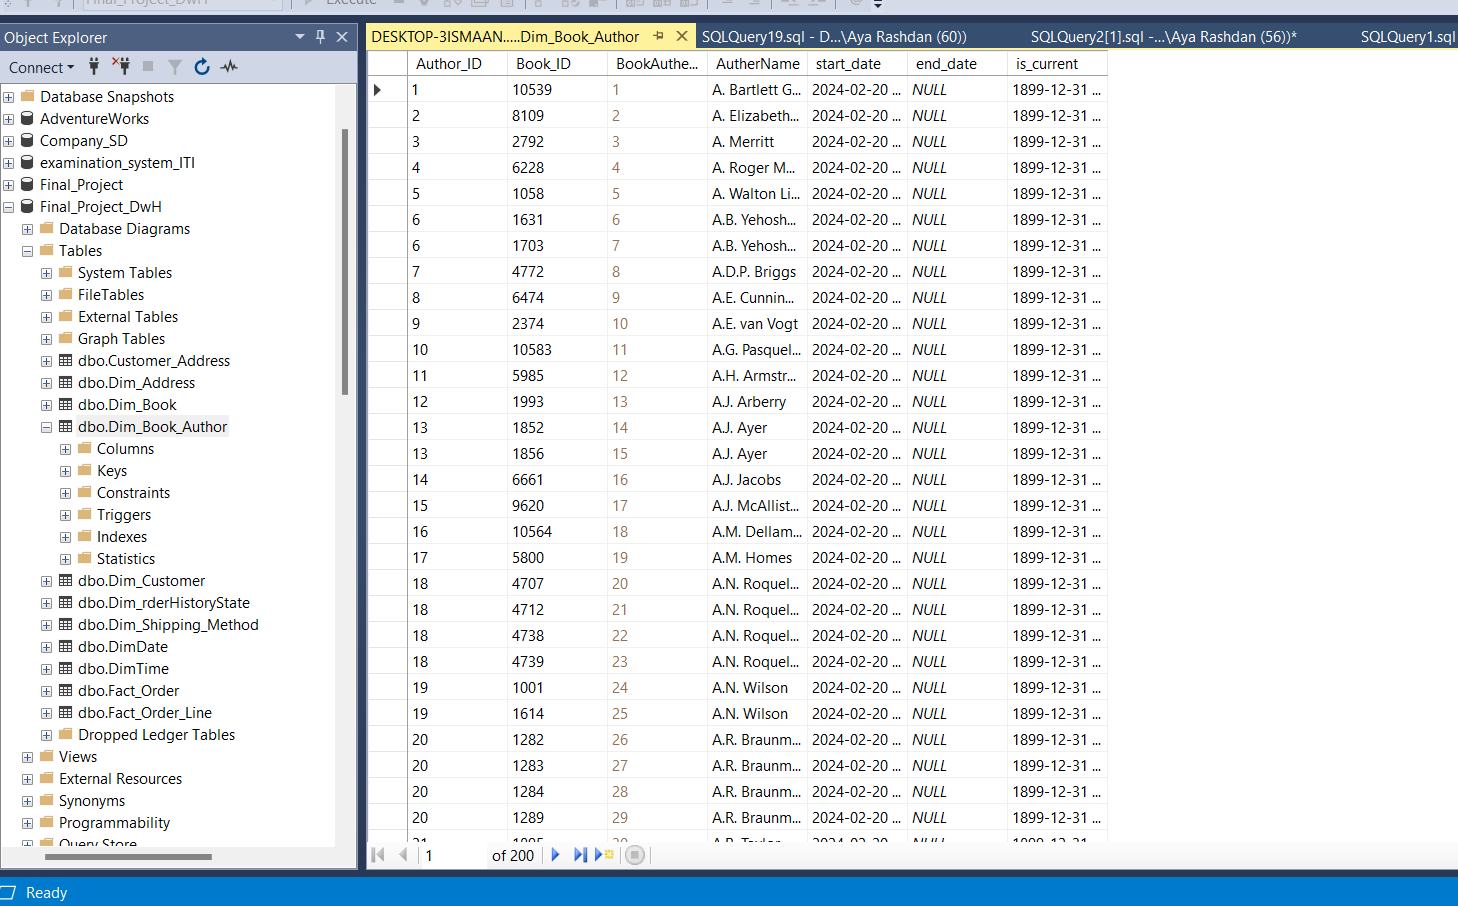 Final_Project_DwH
Execute
Object Explorer
Connect
Database Snapshots
AdventureWorks
Company_SD
examination_system_ITI
Final_Project
Final_Project_DwH
Database Diagrams
Tables
System Tables
FileTables
External Tables
Graph Tables
dbo.Customer_Address
dbo.Dim_Address
dbo.Dim_Book
dbo.Dim_Book_Author
Columns
Keys
Constraints
Triggers
Indexes
Statistics
dbo.Dim_Customer
dbo.Dim_rderHistoryState
dbo.Dim_Shipping_Method
dbo.DimDate
dbo.DimTime
dbo.Fact_Order
dbo.Fact_Order_Line
Dropped Ledger Tables
Views
External Resources
Synonyms
Programmability
Query Store
DESKTOP-3ISMAAN.....Dim_Book_Author SQLQuery19.sql - D...\Aya Rashdan (60)) SQLQuery2[1].sql -...\Aya Rashdan (56))* SQLQuery1.sql
Author_ID Book_ID BookAuthe... AutherName start_date end_date is_current
1 10539 1 A. Bartlett G... 2024-02-20 ... NULL 1899-12-31 ...
2 8109 2 A. Elizabeth... 2024-02-20 ... NULL 1899-12-31 ...
3 2792 3 A. Merritt 2024-02-20 ... NULL 1899-12-31 ...
4 6228 4 A. Roger M... 2024-02-20 ... NULL 1899-12-31 ...
5 1058 5 A. Walton Li... 2024-02-20 ... NULL 1899-12-31 ...
6 1631 6 A.B. Yehosh... 2024-02-20 ... NULL 1899-12-31 ...
6 1703 7 A.B. Yehosh... 2024-02-20 ... NULL 1899-12-31 ...
7 4772 8 A.D.P. Briggs 2024-02-20 ... NULL 1899-12-31 ...
8 6474 9 A.E. Cunnin... 2024-02-20 ... NULL 1899-12-31 ...
9 2374 10 A.E. van Vogt 2024-02-20 ... NULL 1899-12-31 ...
10 10583 11 A.G. Pasquel... 2024-02-20 ... NULL 1899-12-31 ...
11 5985 12 A.H. Armstr... 2024-02-20 ... NULL 1899-12-31 ...
12 1993 13 A.J. Arberry 2024-02-20 ... NULL 1899-12-31 ...
13 1852 14 A.J. Ayer 2024-02-20 ... NULL 1899-12-31 ...
13 1856 15 A.J. Ayer 2024-02-20 ... NULL 1899-12-31 ...
14 6661 16 A.J. Jacobs 2024-02-20 ... NULL 1899-12-31 ...
15 9620 17 A.J. McAllist... 2024-02-20 ... NULL 1899-12-31 ...
16 10564 18 A.M. Dellam... 2024-02-20 ... NULL 1899-12-31 ...
17 5800 19 A.M. Homes 2024-02-20 ... NULL 1899-12-31 ...
18 4707 20 A.N. Roquel... 2024-02-20 ... NULL 1899-12-31 ...
18 4712 21 A.N. Roquel... 2024-02-20 ... NULL 1899-12-31 ...
18 4738 22 A.N. Roquel... 2024-02-20 ... NULL 1899-12-31 ...
18 4739 23 A.N. Roquel... 2024-02-20 ... NULL 1899-12-31 ...
19 1001 24 A.N. Wilson 2024-02-20 ... NULL 1899-12-31 ...
19 1614 25 A.N. Wilson 2024-02-20 ... NULL 1899-12-31 ...
20 1282 26 A.R. Braunm... 2024-02-20 ... NULL 1899-12-31 ...
20 1283 27 A.R. Braunm... 2024-02-20 ... NULL 1899-12-31 ...
20 1284 28 A.R. Braunm... 2024-02-20 ... NULL 1899-12-31 ...
20 1289 29 A.R. Braunm... 2024-02-20 ... NULL 1899-12-31 ...
1 of 200
Ready